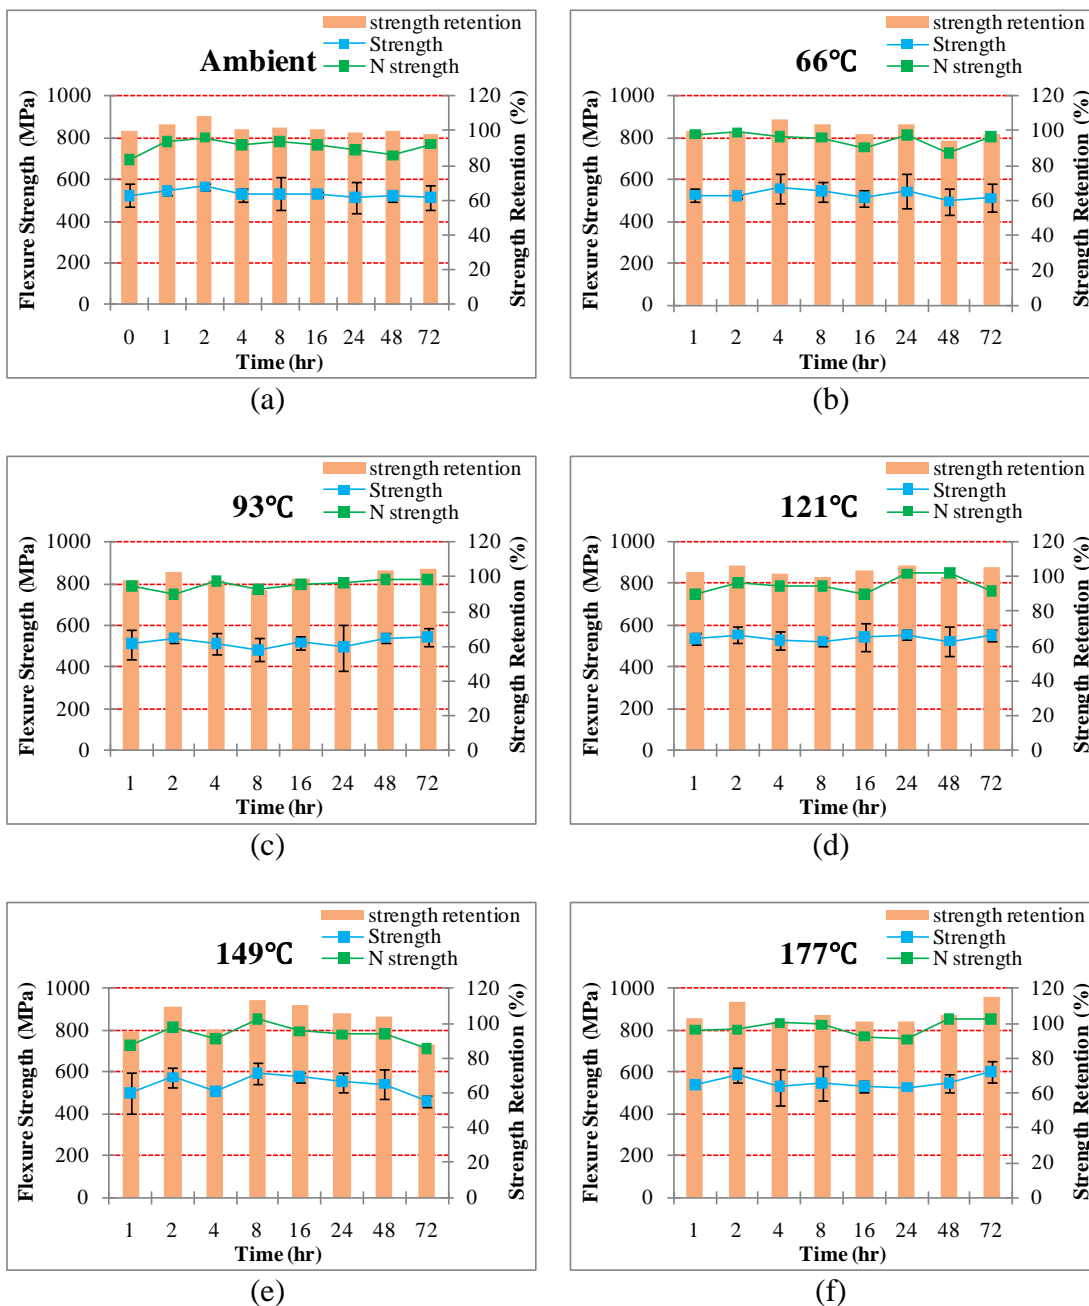 strength retention
Strength
N strength
Ambient
Flexure Strength (MPa)
1000
800
600
400
200
0
120
100
80
60
40
20
0
Strength Retention (%)
0 1 2 4 8 16 24 48 72
Time (hr)
(a)
strength retention
Strength
N strength
66℃
Flexure Strength (MPa)
1000
800
600
400
200
0
120
100
80
60
40
20
0
Strength Retention (%)
1 2 4 8 16 24 48 72
Time (hr)
(b)
strength retention
Strength
N strength
93℃
Flexure Strength (MPa)
1000
800
600
400
200
0
120
100
80
60
40
20
0
Strength Retention (%)
1 2 4 8 16 24 48 72
Time (hr)
(c)
strength retention
Strength
N strength
121℃
Flexure Strength (MPa)
1000
800
600
400
200
0
120
100
80
60
40
20
0
Strength Retention (%)
1 2 4 8 16 24 48 72
Time (hr)
(d)
strength retention
Strength
N strength
149℃
Flexure Strength (MPa)
1000
800
600
400
200
0
120
100
80
60
40
20
0
Strength Retention (%)
1 2 4 8 16 24 48 72
Time (hr)
(e)
strength retention
Strength
N strength
177℃
Flexure Strength (MPa)
1000
800
600
400
200
0
120
100
80
60
40
20
0
Strength Retention (%)
1 2 4 8 16 24 48 72
Time (hr)
(f)